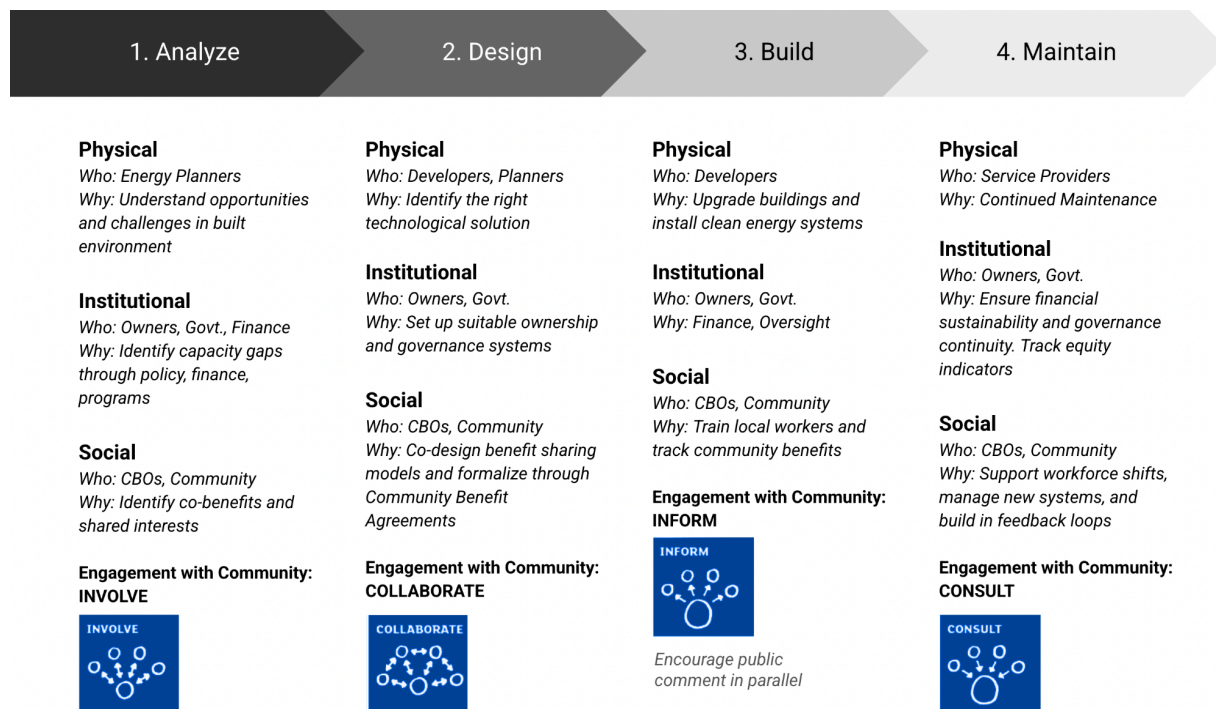 1. Analyze
2. Design
3. Build
4. Maintain
Physical
Who: Energy Planners
Why: Understand opportunities
and challenges in built
environment
Institutional
Who: Owners, Govt., Finance
Why: Identify capacity gaps
through policy, finance,
programs
Social
Who: CBOs, Community
Why: Identify co-benefits and
shared interests
Engagement with Community:
INVOLVE
INVOLVE
Physical
Who: Developers, Planners
Why: Identify the right
technological solution
Institutional
Who: Owners, Govt.
Why: Set up suitable ownership
and governance systems
Social
Who: CBOs, Community
Why: Co-design benefit sharing
models and formalize through
Community Benefit
Agreements
Engagement with Community:
COLLABORATE
COLLABORATE
Physical
Who: Developers
Why: Upgrade buildings and
install clean energy systems
Institutional
Who: Owners, Govt.
Why: Finance, Oversight
Social
Who: CBOs, Community
Why: Train local workers and
track community benefits
Engagement with Community:
INFORM
INFORM
Encourage public
comment in parallel
Physical
Who: Service Providers
Why: Continued Maintenance
Institutional
Who: Owners, Govt.
Why: Ensure financial
sustainability and governance
continuity. Track equity
indicators
Social
Who: CBOs, Community
Why: Support workforce shifts,
manage new systems, and
build in feedback loops
Engagement with Community:
CONSULT
CONSULT